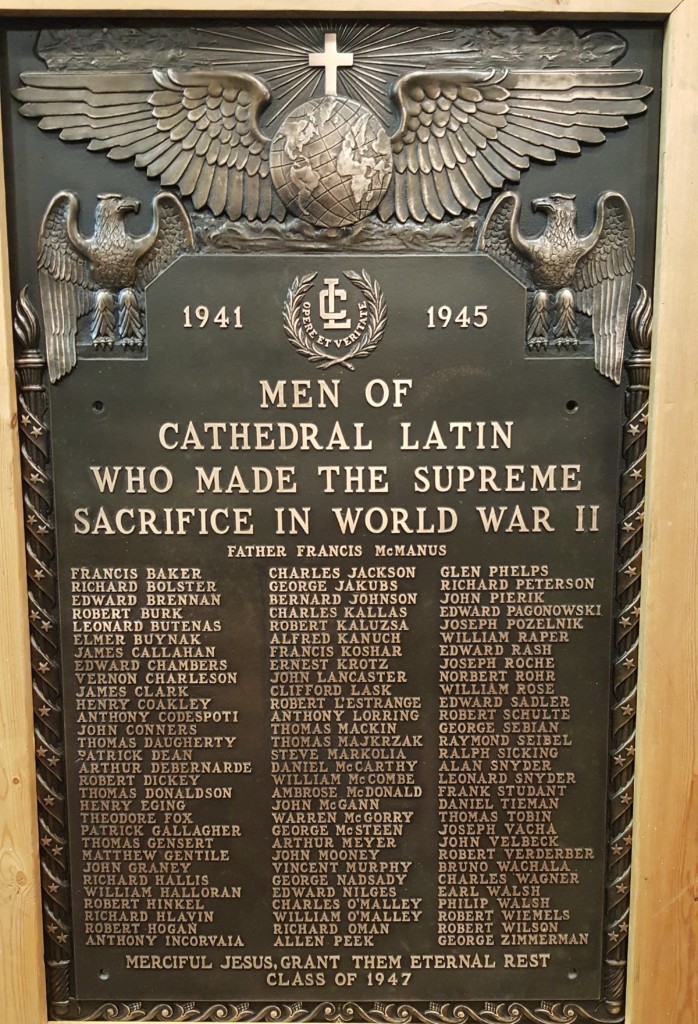 1941 CL OPERE ET VERITATE 1945
MEN OF
CATHEDRAL LATIN
WHO MADE THE SUPREME
SACRIFICE IN WORLD WAR II
FATHER FRANCIS McMANUS
FRANCIS BAKER
RICHARD BOLSTER
EDWARD BRENNAN
ROBERT BURK
LEONARD BUTENAS
ELMER BUYNAK
JAMES CALLAHAN
EDWARD CHAMBERS
VERNON CHARLESON
JAMES CLARK
HENRY COAKLEY
ANTHONY CODESPOTI
JOHN CONNERS
THOMAS DAUGHERTY
PATRICK DEAN
ARTHUR DEBERNARDE
ROBERT DICKEY
THOMAS DONALDSON
HENRY EGING
THEODORE FOX
PATRICK GALLAGHER
THOMAS GENSERT
MATTHEW GENTILE
JOHN GRANEY
RICHARD HALLIS
WILLIAM HALLORAN
ROBERT HINKEL
RICHARD HLAVIN
ROBERT HOGAN
ANTHONY INCORVAIA
CHARLES JACKSON
GEORGE JAKUBS
BERNARD JOHNSON
CHARLES KALLAS
ROBERT KALUZSA
ALFRED KANUCH
FRANCIS KOSHAR
ERNEST KROTZ
JOHN LANCASTER
CLIFFORD LASK
ROBERT L'ESTRANGE
ANTHONY LORRING
THOMAS MACKIN
THOMAS MAJKRZAK
STEVE MARKOLIA
DANIEL McCARTHY
WILLIAM McCOMBE
AMBROSE McDONALD
JOHN McGANN
WARREN McGORRY
GEORGE McSTEEN
ARTHUR MEYER
JOHN MOONEY
VINCENT MURPHY
GEORGE NADSADY
EDWARD NILGES
CHARLES O'MALLEY
WILLIAM O'MALLEY
RICHARD OMAN
ALLEN PEEK
GLEN PHELPS
RICHARD PETERSON
JOHN PIERIK
EDWARD PAGONOWSKI
JOSEPH POZELNIK
WILLIAM RAPER
EDWARD RASH
JOSEPH ROCHE
NORBERT ROHR
WILLIAM ROSE
EDWARD SADLER
ROBERT SCHULTE
GEORGE SEBIAN
RAYMOND SEIBEL
RALPH SICKING
ALAN SNYDER
LEONARD SNYDER
FRANK STUDANT
DANIEL TIEMAN
THOMAS TOBIN
JOSEPH VACHA
JOHN VELBECK
ROBERT VERDERBER
BRUNO WACHALA
CHARLES WAGNER
EARL WALSH
PHILIP WALSH
ROBERT WIEMELS
ROBERT WILSON
GEORGE ZIMMERMAN
MERCIFUL JESUS, GRANT THEM ETERNAL REST
CLASS OF 1947